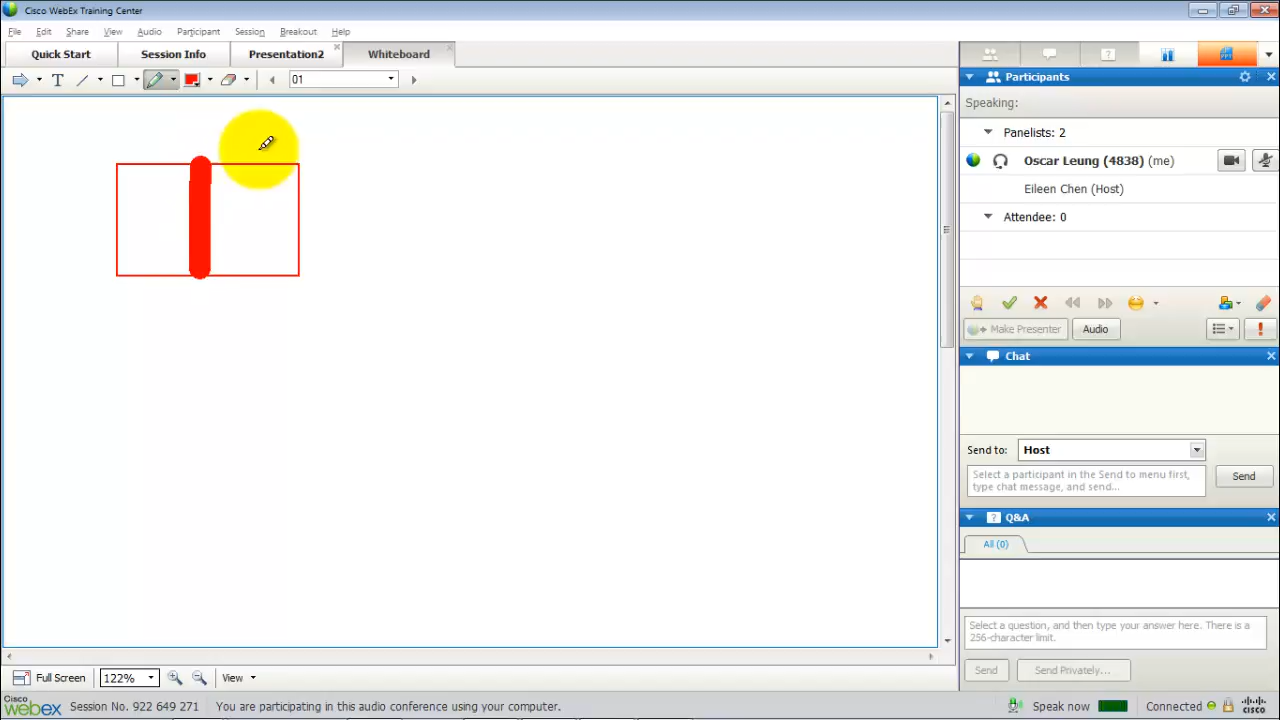 Cisco WebEx Training Center
File Edit Share View Audio Participant Session Breakout Help
Quick Start Session Info Presentation2 Whiteboard
T 01
Participants
Speaking:
Panelists: 2
Oscar Leung (4838) (me)
Eileen Chen (Host)
Attendee: 0
Make Presenter Audio
Chat
Send to: Host
Select a participant in the Send to menu first,
type chat message, and send...
Send
Q&A
All (0)
Select a question, and then type your answer here. There is a
256-character limit.
Send Send Privately...
Full Screen 122% View
Cisco webex Session No. 922 649 271 You are participating in this audio conference using your computer. Speak now Connected cisco